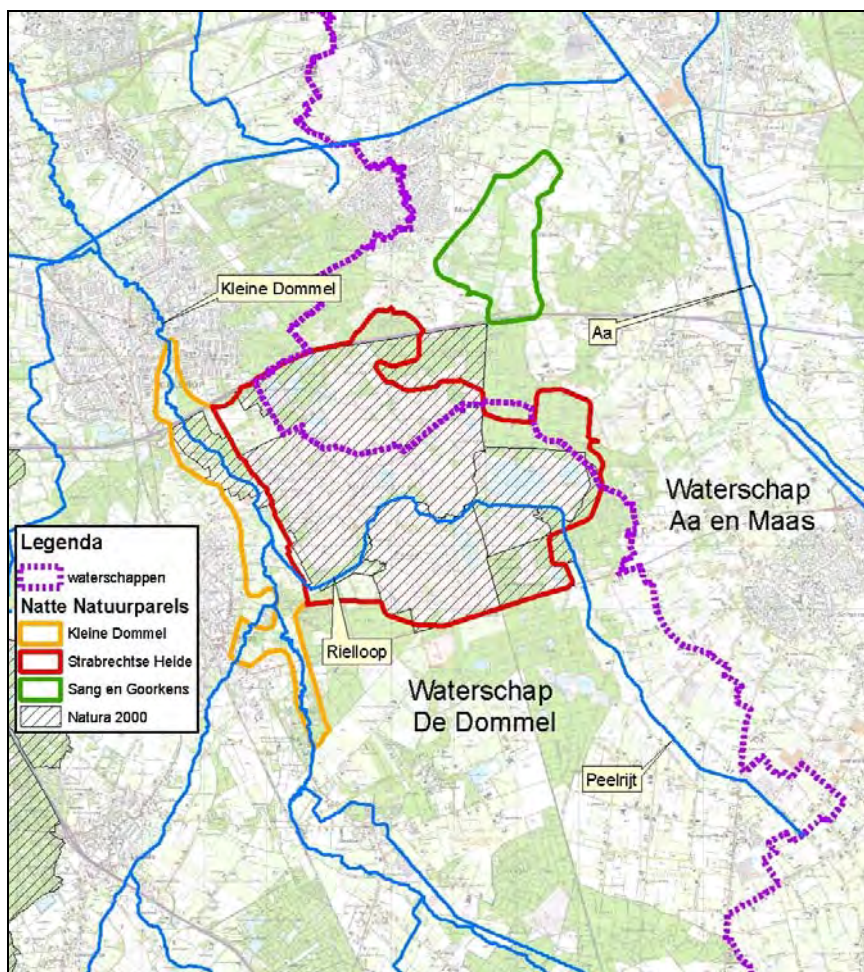 Kleine Dommel
Aa
Waterschap
Aa en Maas
Rielloop
Waterschap
De Dommel
Peelrijt
Legenda
waterschappen
Natte Natuurparels
Kleine Dommel
Strabrechtse Heide
Sang en Goorkens
Natura 2000